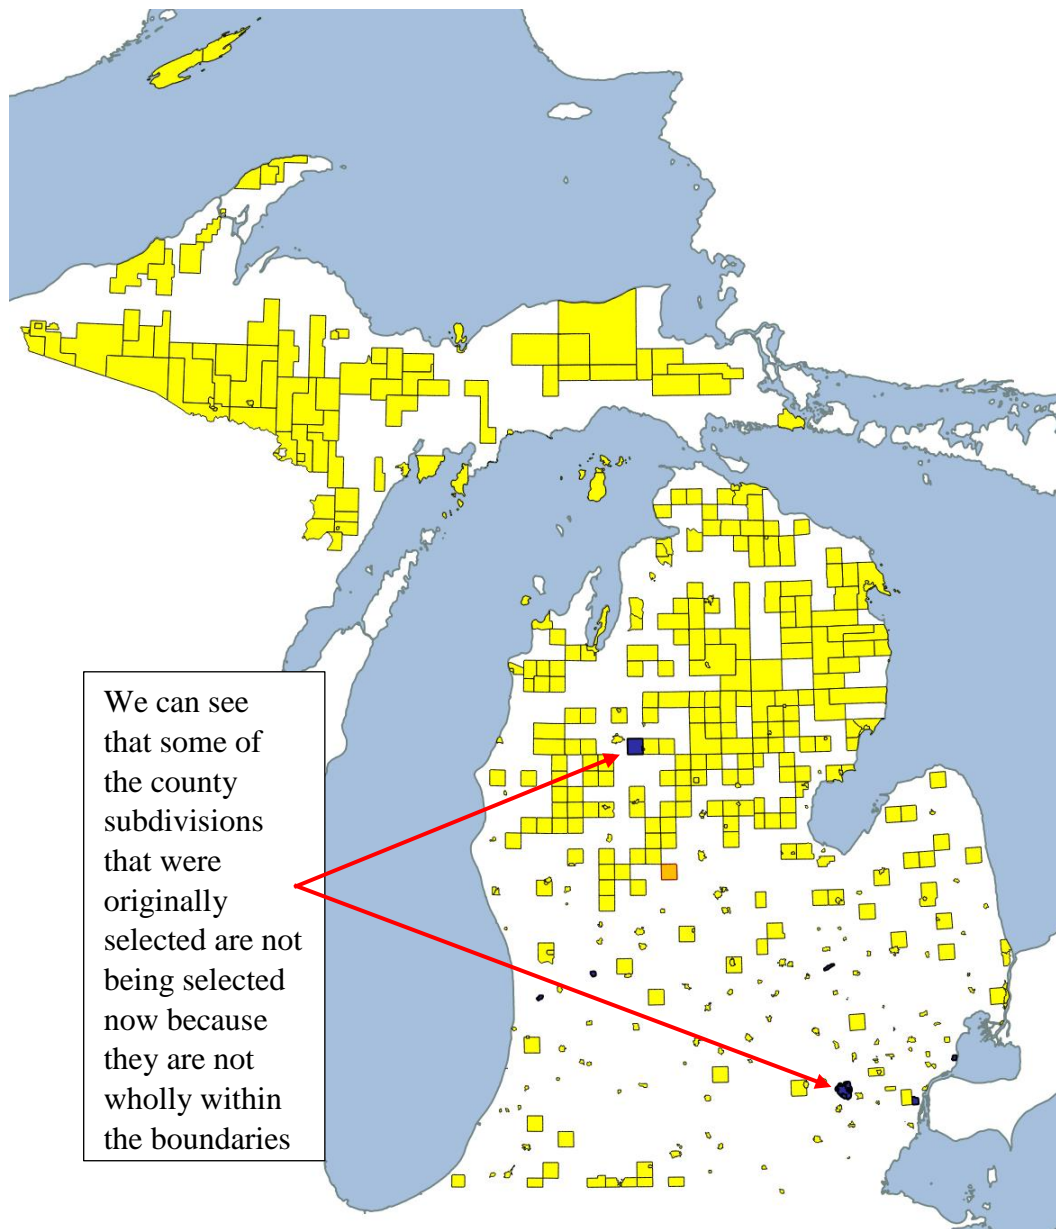 We can see
that some of
the county
subdivisions
that were
originally
selected are not
being selected
now because
they are not
wholly within
the boundaries